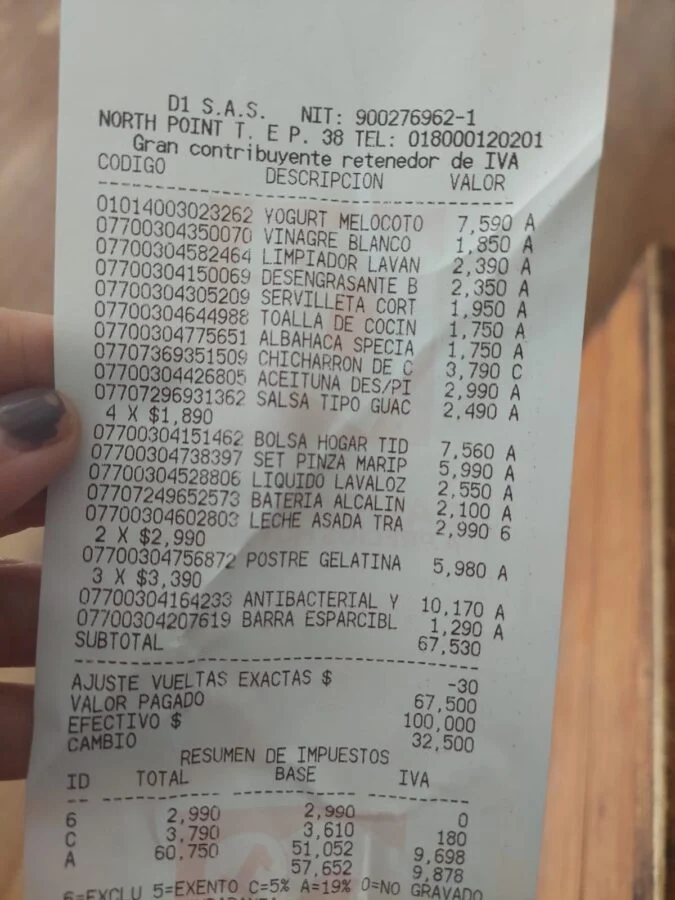 D1 S.A.S. NIT: 900276962-1
NORTH POINT T. E P. 38 TEL: 018000120201
Gran contribuyente retenedor de IVA
CODIGO DESCRIPCION VALOR
01014003023262 YOGURT MELOCOTO 7,590 A
07700304350070 VINAGRE BLANCO 1,850 A
07700304582464 LIMPIADOR LAVAN 2,390 A
07700304150069 DESENGRASANTE B 2,350 A
07700304305209 SERVILLETA CORT 1,950 A
07700304644988 TOALLA DE COCIN 1,750 A
07700304775651 ALBAHACA SPECIA 1,750 A
07707369351509 CHICHARRON DE C 3,790 C
07700304426805 ACEITUNA DES/PI 2,990 A
07707296931362 SALSA TIPO GUAC 2,490 A
4 X $1,890
07700304151462 BOLSA HOGAR TID 7,560 A
07700304738397 SET PINZA MARIP 5,990 A
07700304528806 LIQUIDO LAVALOZ 2,550 A
07707249652573 BATERIA ALCALIN 2,100 A
07700304602803 LECHE ASADA TRA 2,990 6
2 X $2,990
07700304756872 POSTRE GELATINA 5,980 A
3 X $3,390
07700304164233 ANTIBACTERIAL Y 10,170 A
07700304207619 BARRA ESPARCIBL 1,290 A
SUBTOTAL 67,530
AJUSTE VUELTAS EXACTAS $ -30
VALOR PAGADO 67,500
EFECTIVO $ 100,000
CAMBIO 32,500
RESUMEN DE IMPUESTOS
ID TOTAL BASE IVA
6 2,990 2,990 0
C 3,790 3,610 180
A 60,750 51,052 9,698
57,652 9,878
6=EXCLU 5=EXENTO C=5% A=19% 0=NO GRAVADO